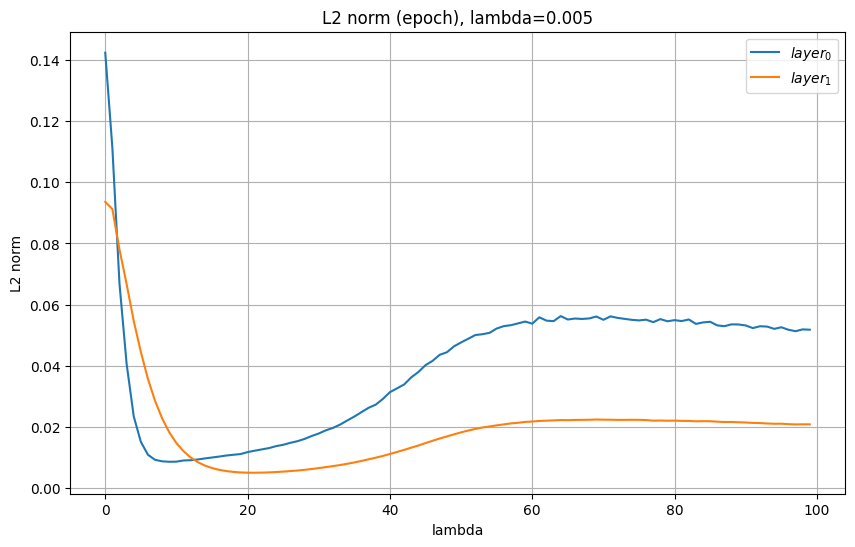 L2 norm (epoch), lambda=0.005
layer0
layer1
L2 norm
0.14
0.12
0.10
0.08
0.06
0.04
0.02
0.00
0 20 40 60 80 100
lambda